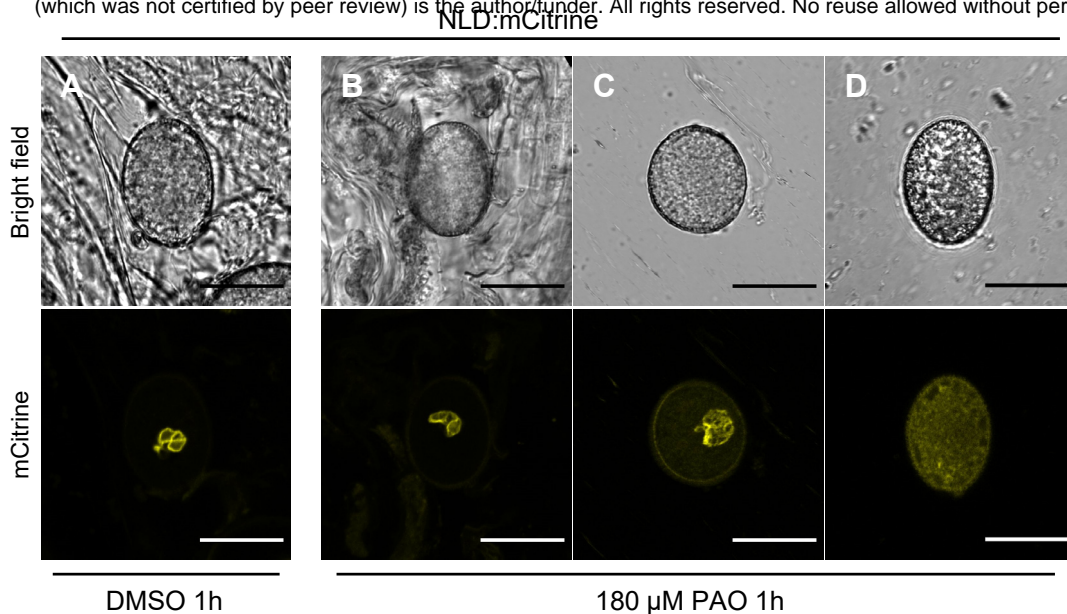 (which was not certified by peer review) is the author/funder. All rights reserved. No reuse allowed without per
NLD:mCitrine
A
B
C
D
Bright field
mCitrine
DMSO 1h
180 µM PAO 1h